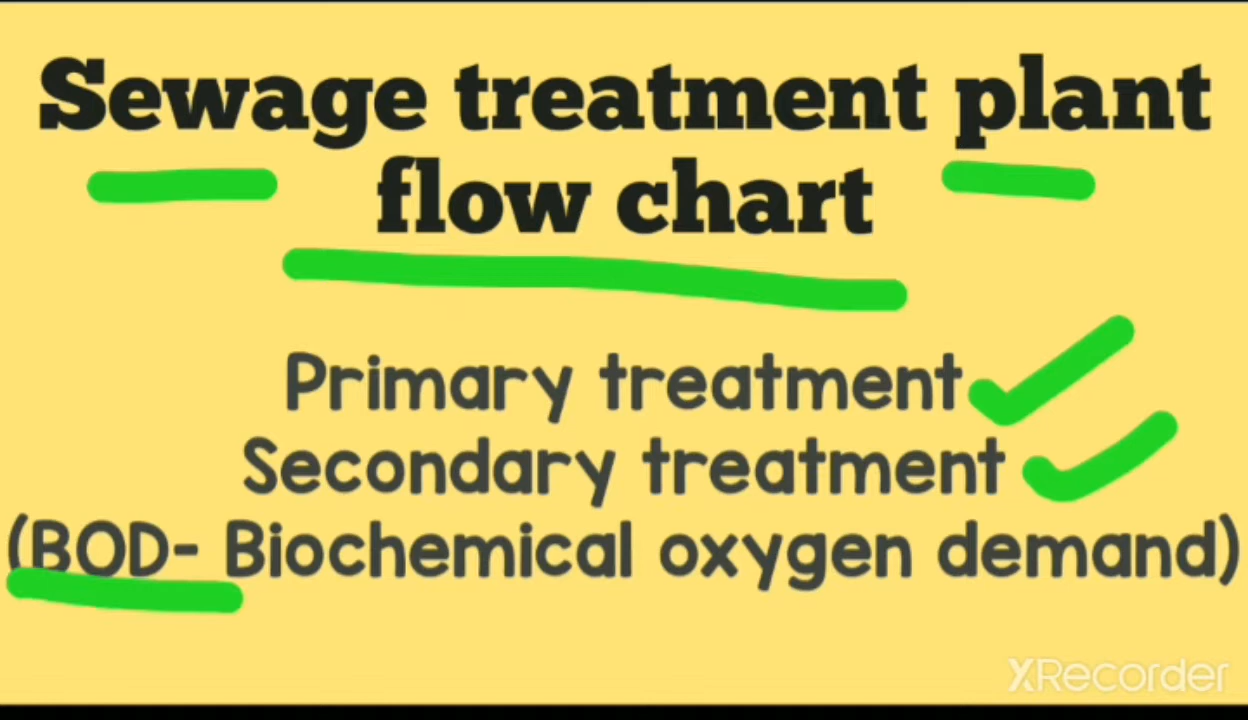 Sewage treatment plant
flow chart
Primary treatment
Secondary treatment
(BOD- Biochemical oxygen demand)
XRecorder